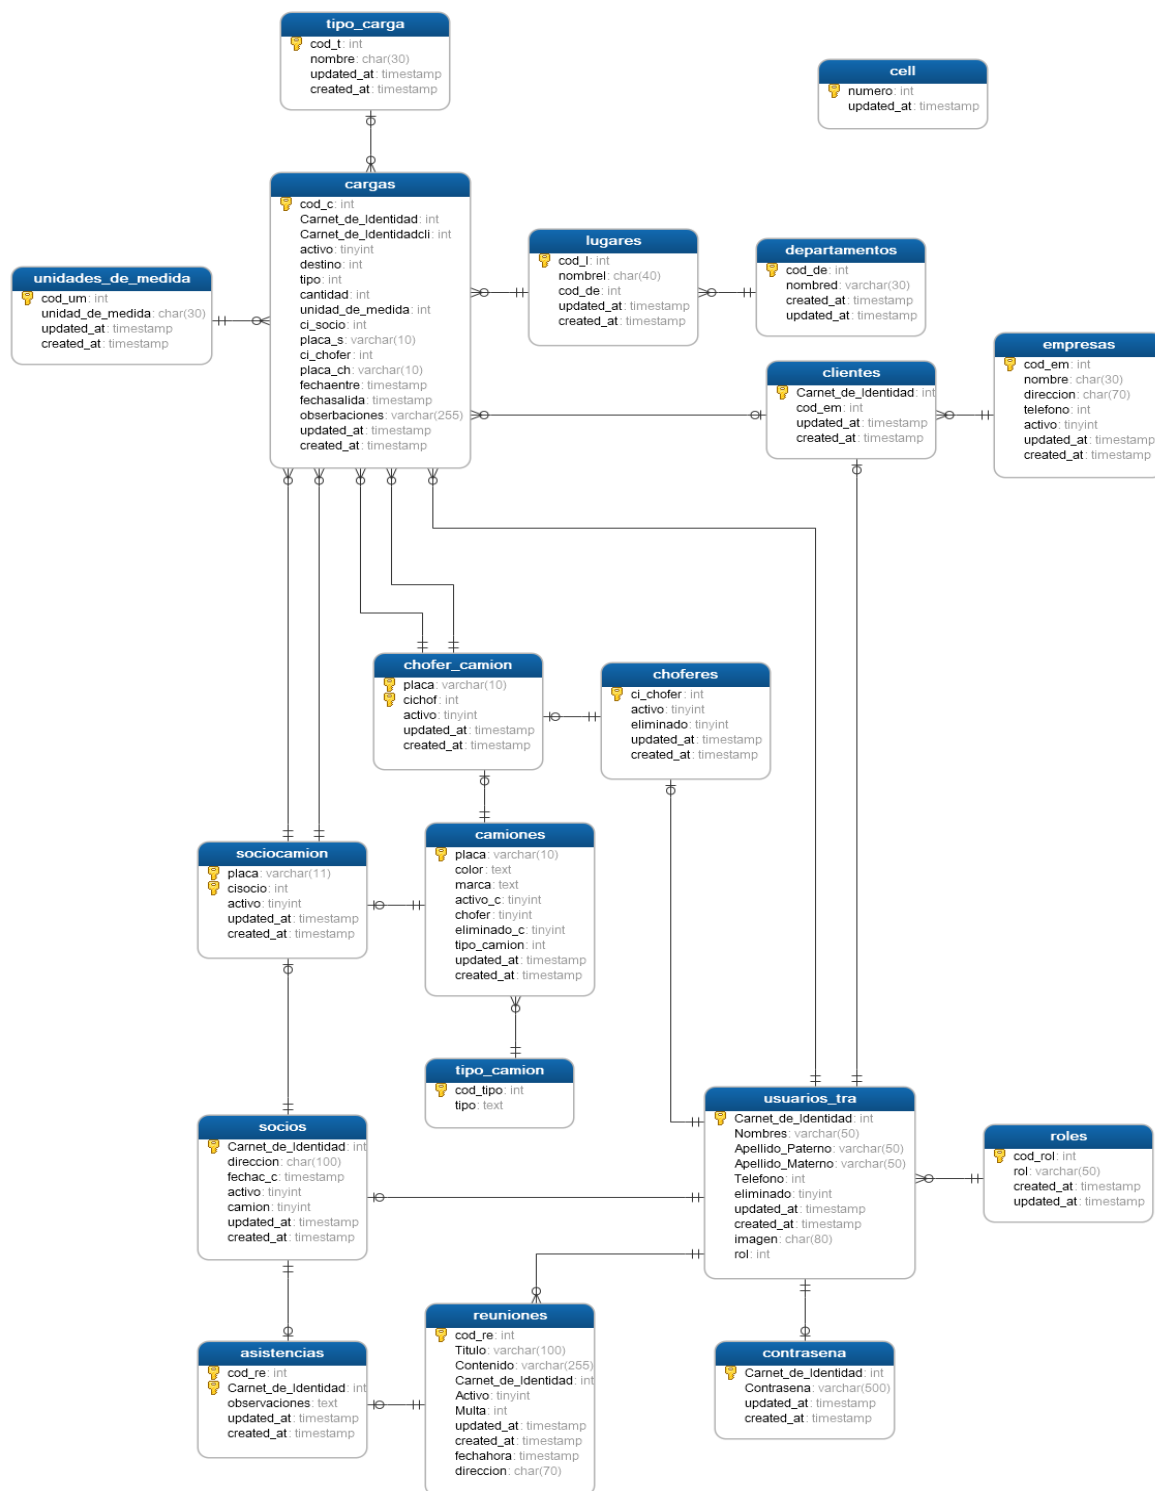 tipo_carga
cod_t: int
nombre: char(30)
updated_at: timestamp
created_at: timestamp
cell
numero: int
updated_at: timestamp
cargas
cod_c: int
Carnet_de_Identidad: int
Carnet_de_Identidadcli: int
activo: tinyint
destino: int
tipo: int
cantidad: int
unidad_de_medida: int
ci_socio: int
placa_s: varchar(10)
ci_chofer: int
placa_ch: varchar(10)
fechaentre: timestamp
fechasalida: timestamp
obserbaciones: varchar(255)
updated_at: timestamp
created_at: timestamp
lugares
cod_l: int
nombrel: char(40)
cod_de: int
updated_at: timestamp
created_at: timestamp
departamentos
cod_de: int
nombred: varchar(30)
created_at: timestamp
updated_at: timestamp
unidades_de_medida
cod_um: int
unidad_de_medida: char(30)
updated_at: timestamp
created_at: timestamp
empresas
cod_em: int
nombre: char(30)
direccion: char(70)
telefono: int
activo: tinyint
updated_at: timestamp
created_at: timestamp
clientes
Carnet_de_Identidad: int
cod_em: int
updated_at: timestamp
created_at: timestamp
chofer_camion
placa: varchar(10)
cichof: int
activo: tinyint
updated_at: timestamp
created_at: timestamp
choferes
ci_chofer: int
activo: tinyint
eliminado: tinyint
updated_at: timestamp
created_at: timestamp
camiones
placa: varchar(10)
color: text
marca: text
activo_c: tinyint
chofer: tinyint
eliminado_c: tinyint
tipo_camion: int
updated_at: timestamp
created_at: timestamp
sociocamion
placa: varchar(11)
cisocio: int
activo: tinyint
updated_at: timestamp
created_at: timestamp
tipo_camion
cod_tipo: int
tipo: text
usuarios_tra
Carnet_de_Identidad: int
Nombres: varchar(50)
Apellido_Paterno: varchar(50)
Apellido_Materno: varchar(50)
Telefono: int
eliminado: tinyint
updated_at: timestamp
created_at: timestamp
imagen: char(80)
rol: int
socios
Carnet_de_Identidad: int
direccion: char(100)
fechac_c: timestamp
activo: tinyint
camion: tinyint
updated_at: timestamp
created_at: timestamp
roles
cod_rol: int
rol: varchar(50)
created_at: timestamp
updated_at: timestamp
reuniones
cod_re: int
Titulo: varchar(100)
Contenido: varchar(255)
Carnet_de_Identidad: int
Activo: tinyint
Multa: int
updated_at: timestamp
created_at: timestamp
fechahora: timestamp
direccion: char(70)
asistencias
cod_re: int
Carnet_de_Identidad: int
observaciones: text
updated_at: timestamp
created_at: timestamp
contrasena
Carnet_de_Identidad: int
Contrasena: varchar(500)
updated_at: timestamp
created_at: timestamp